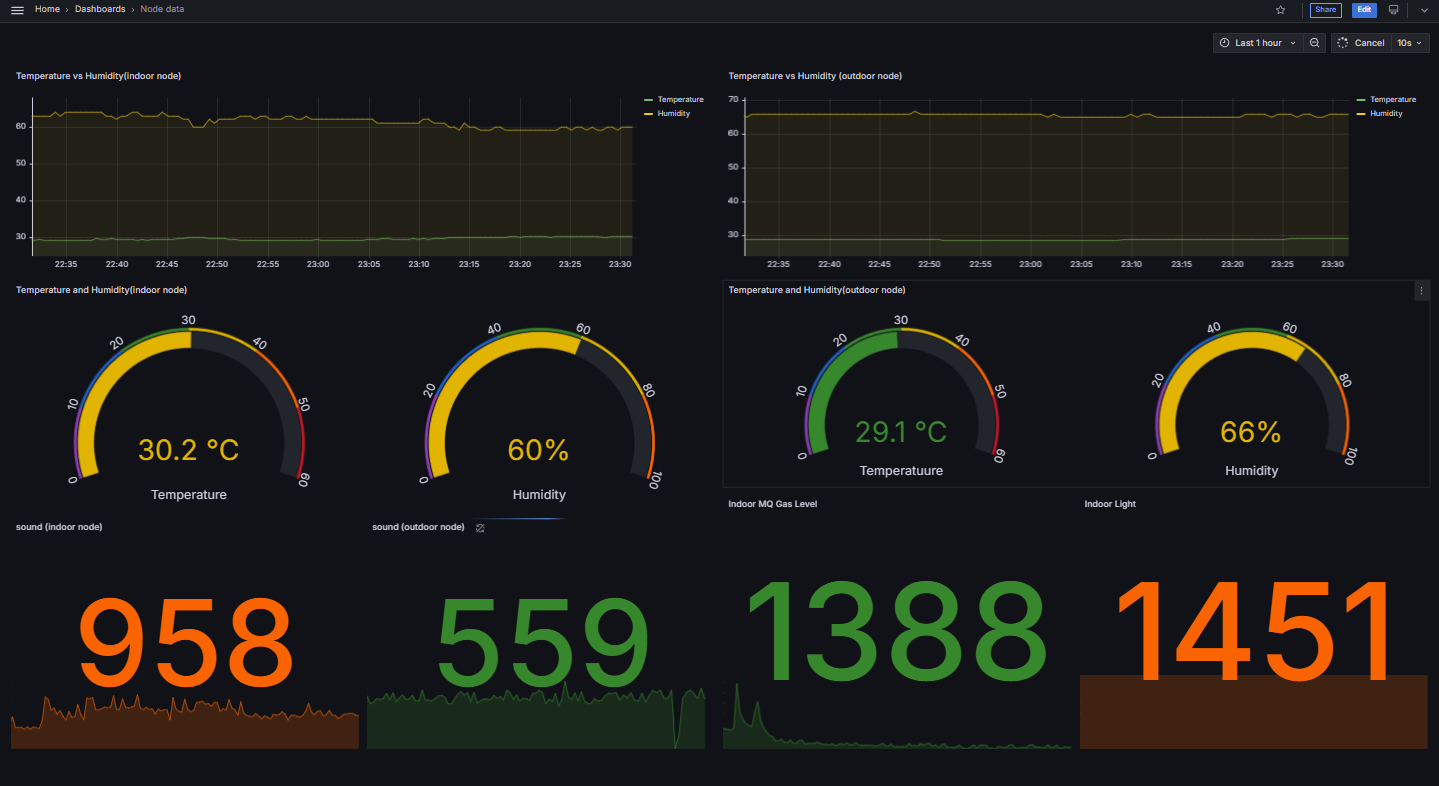 Home › Dashboards › Node data
Share
Edit
Last 1 hour
Cancel
10s
Temperature vs Humidity(indoor node)
60
50
40
30
22:35 22:40 22:45 22:50 22:55 23:00 23:05 23:10 23:15 23:20 23:25 23:30
Temperature
Humidity
Temperature vs Humidity (outdoor node)
70
60
50
40
30
22:35 22:40 22:45 22:50 22:55 23:00 23:05 23:10 23:15 23:20 23:25 23:30
Temperature
Humidity
Temperature and Humidity(indoor node)
0 10 20 30 40 50 60
30.2 °C
Temperature
0 20 40 60 80 100
60%
Humidity
Temperature and Humidity(outdoor node)
0 10 20 30 40 50 60
29.1 °C
Temperatuure
0 20 40 60 80 100
66%
Humidity
sound (indoor node)
958
sound (outdoor node)
559
Indoor MQ Gas Level
1388
Indoor Light
1451